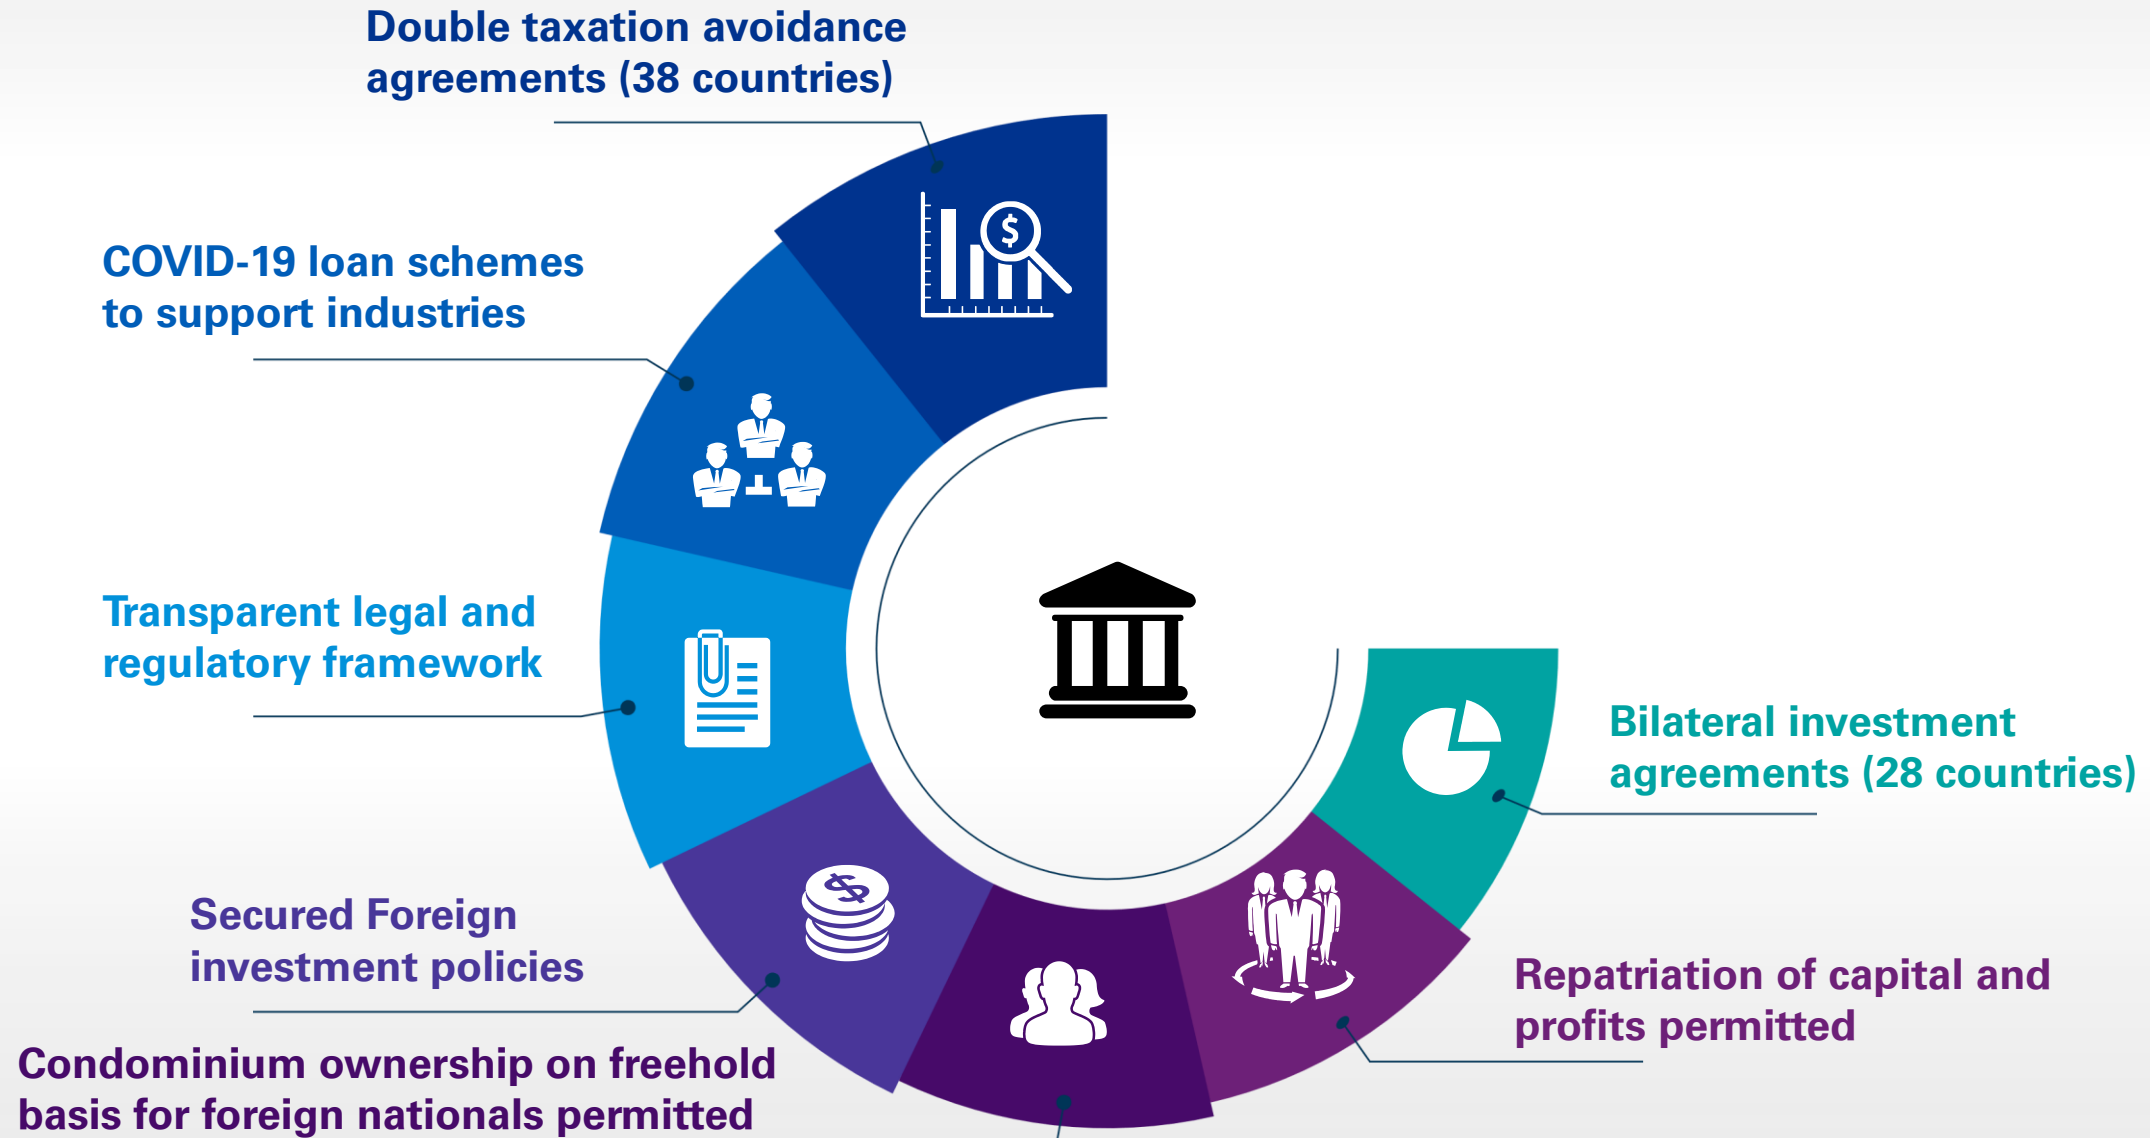 Double taxation avoidance
agreements (38 countries)
COVID-19 loan schemes
to support industries
Transparent legal and
regulatory framework
Secured Foreign
investment policies
Condominium ownership on freehold
basis for foreign nationals permitted
Bilateral investment
agreements (28 countries)
Repatriation of capital and
profits permitted
$
$